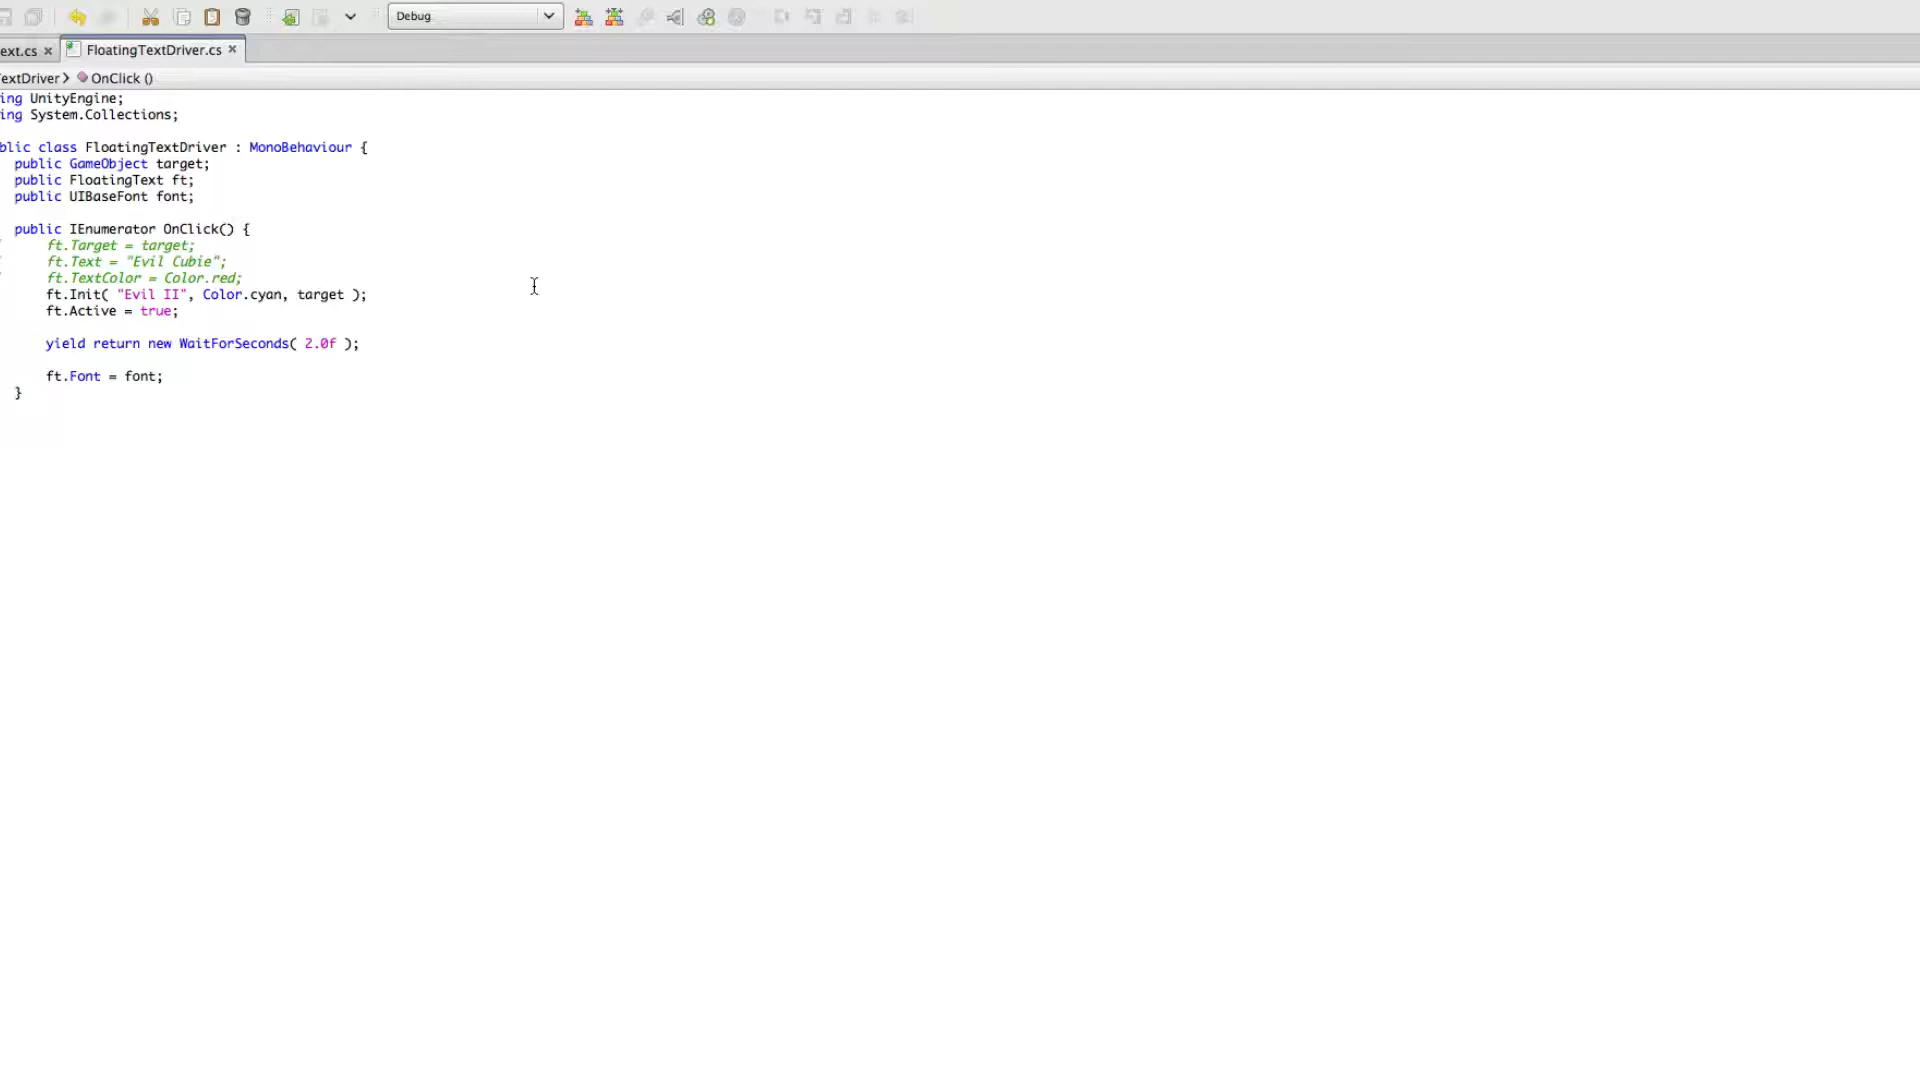 Debug
ext.cs
FloatingTextDriver.cs
extDriver OnClick ()
ing UnityEngine;
ing System.Collections;
blic class FloatingTextDriver : MonoBehaviour {
public GameObject target;
public FloatingText ft;
public UIBaseFont font;
public IEnumerator OnClick() {
ft.Target = target;
ft.Text = "Evil Cubie";
ft.TextColor = Color.red;
ft.Init( "Evil II", Color.cyan, target );
ft.Active = true;
yield return new WaitForSeconds( 2.0f );
ft.Font = font;
}